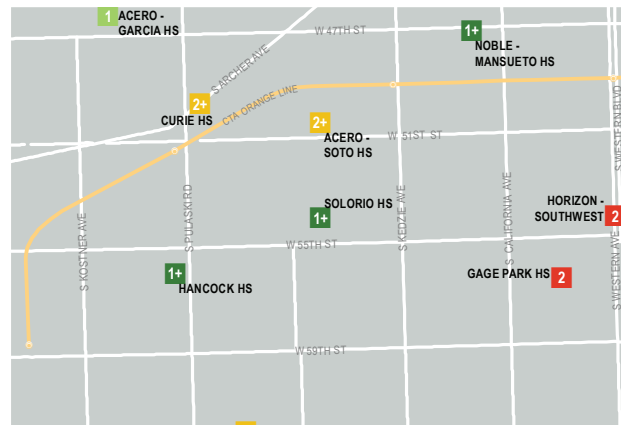 1
ACERO -
GARCIA HS
W 47TH ST
1+
NOBLE -
MANSUETO HS
S ARCHER AVE
2+
CURIE HS
CTA ORANGE LINE
2+
ACERO -
SOTO HS
W 51ST ST
S WESTERN BLVD
SOLORIO HS
1+
HORIZON -
SOUTHWEST
2
S KOSTNER AVE
S PULASKI RD
S KEDZIE AVE
S CALIFORNIA AVE
S WESTERN AVE
W 55TH ST
1+
HANCOCK HS
GAGE PARK HS
2
W 59TH ST